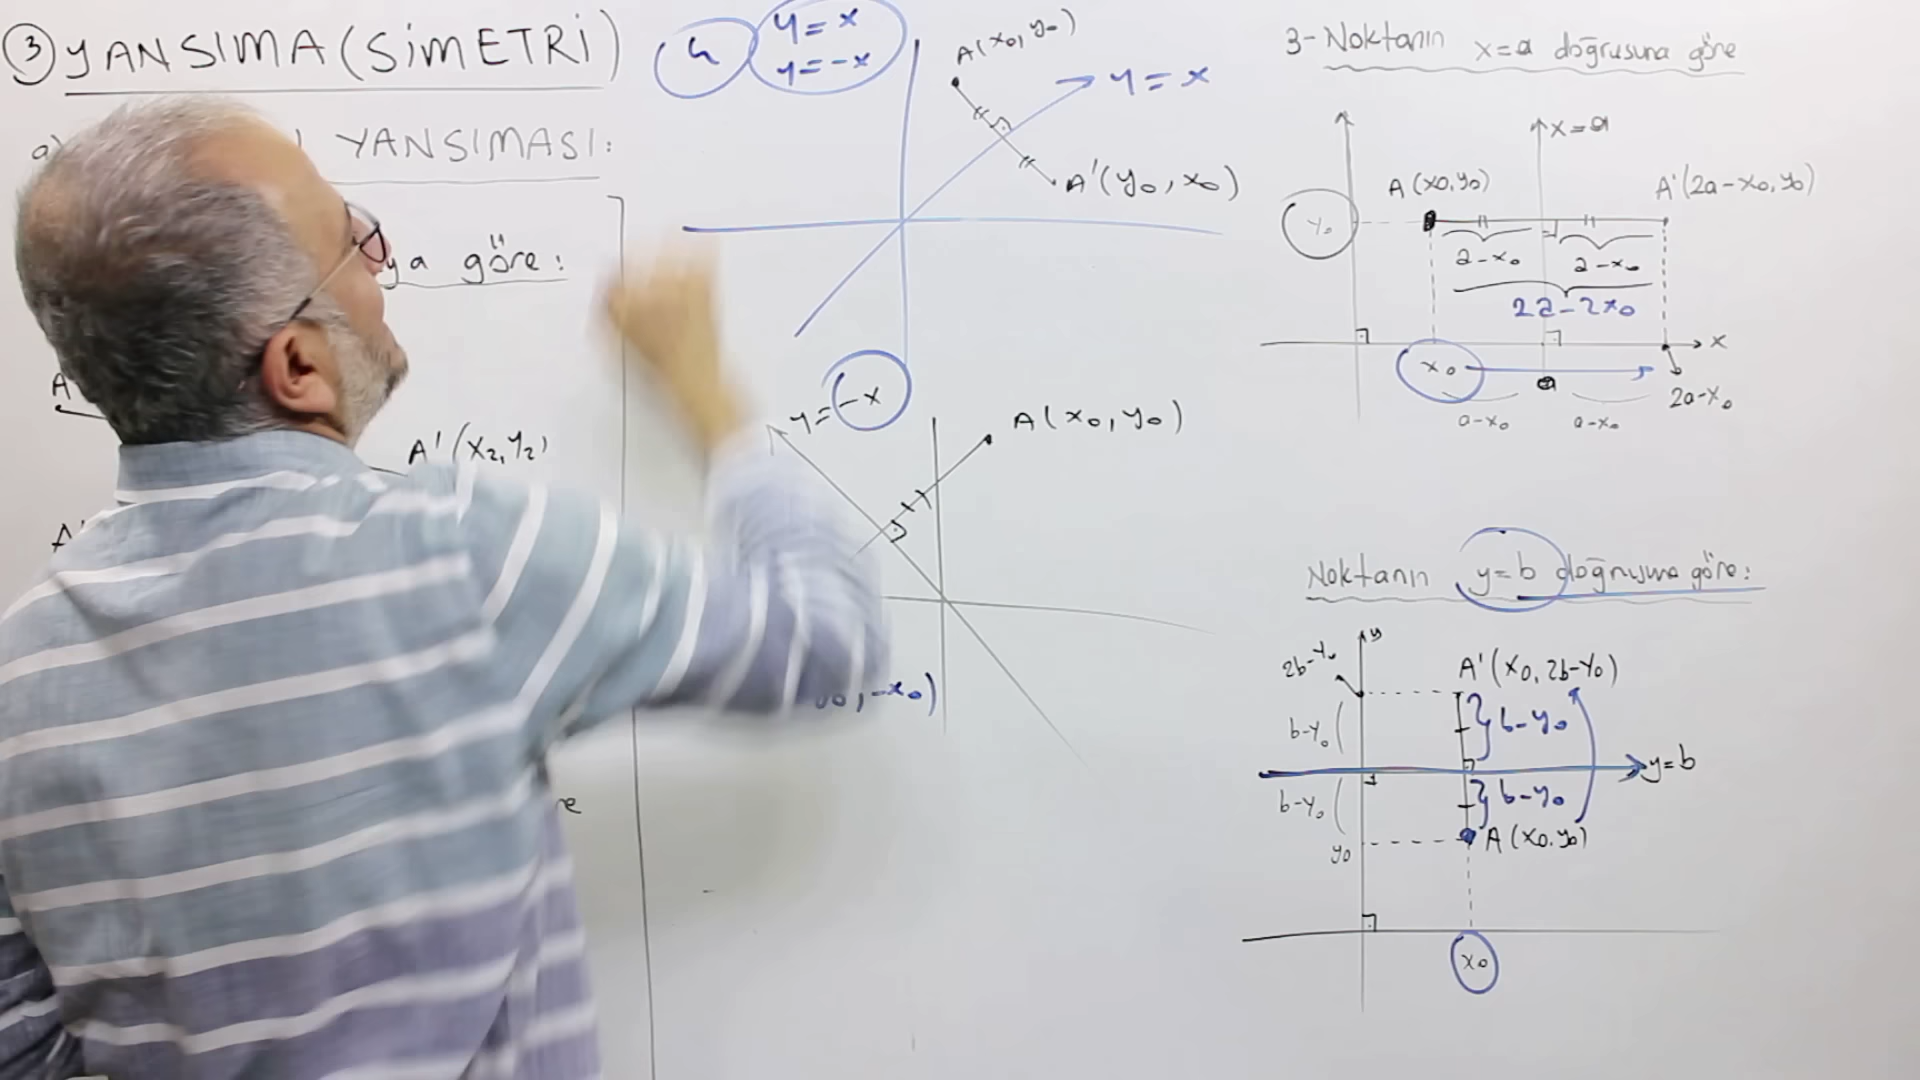 ③ YANSIMA (SİMETRİ)
a) YANSIMASI:
ya göre:
A'(x₂, y₂)
4
y = x
y = -x
A(x₀, y₀)
y = x
A'(y₀, x₀)
y = -x
A(x₀, y₀)
y₀, -x₀)
3- Noktanın x=a doğrusuna göre
x=a
A(x₀, y₀)
A'(2a-x₀, y₀)
y₀
a-x₀
a-x₀
2a-2x₀
x₀
a
x
2a-x₀
a-x₀
a-x₀
Noktanın y=b doğrusuna göre:
y
2b-y₀
A'(x₀, 2b-y₀)
b-y₀
b-y₀
y=b
b-y₀
b-y₀
A(x₀, y₀)
y₀
x₀